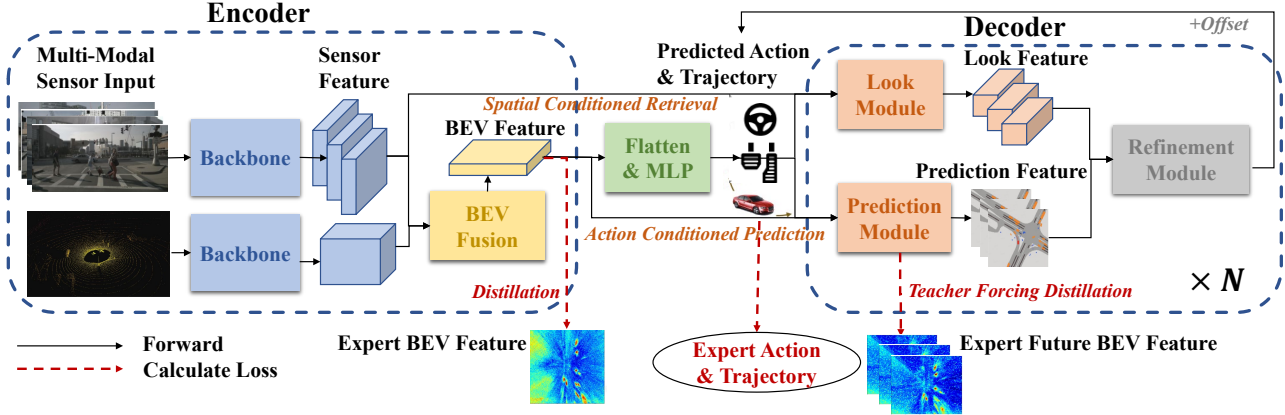 Encoder
Multi-Modal
Sensor Input
Sensor
Feature
Backbone
Backbone
BEV Feature
BEV
Fusion
Distillation
Expert BEV Feature
Forward
Calculate Loss
Spatial Conditioned Retrieval
Flatten
& MLP
Predicted Action
& Trajectory
Action Conditioned Prediction
Expert Action
& Trajectory
Decoder
+Offset
Look
Module
Look Feature
Prediction
Module
Prediction Feature
Refinement
Module
× N
Teacher Forcing Distillation
Expert Future BEV Feature